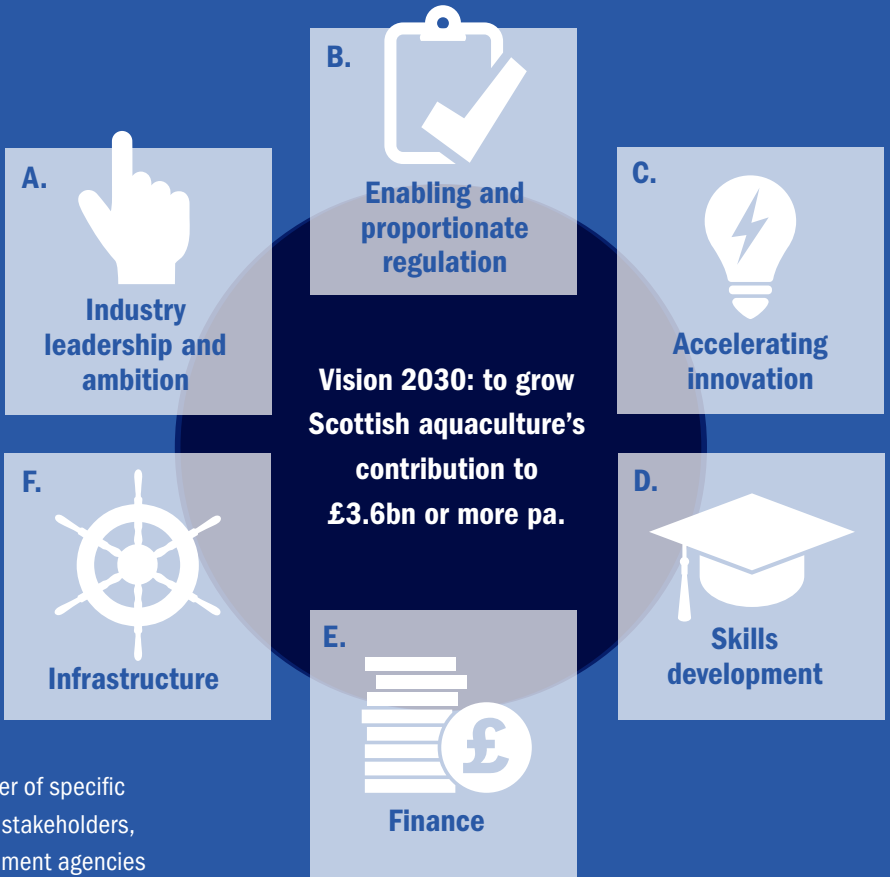 A.
Industry
leadership and
ambition
B.
Enabling and
proportionate
regulation
C.
Accelerating
innovation
Vision 2030: to grow
Scottish aquaculture’s
contribution to
£3.6bn or more pa.
D.
Skills
development
E.
£
Finance
F.
Infrastructure
er of specific
stakeholders,
ment agencies